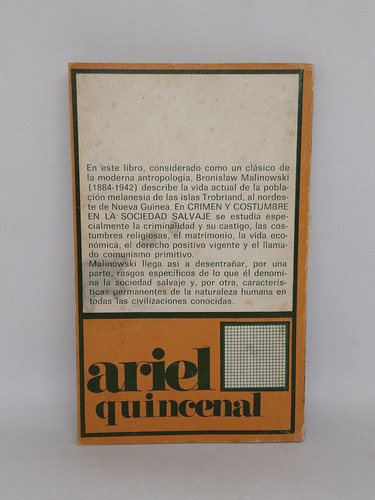 En este libro, considerado como un clásico de
la moderna antropología, Bronislaw Malinowski
(1884-1942) describe la vida actual de la pobla-
ción melanesia de las islas Trobriand, al nordes-
te de Nueva Guinea. En CRIMEN Y COSTUMBRE
EN LA SOCIEDAD SALVAJE se estudia espe-
cialmente la criminalidad y su castigo, las cos-
tumbres religiosas, el matrimonio, la vida eco-
nómica, el derecho positivo vigente y el llama-
do comunismo primitivo.
Malinowski llega así a desentrañar, por una
parte, rasgos específicos de lo que él denomi-
na la sociedad salvaje y, por otra, caracterís-
ticas permanentes de la naturaleza humana en
todas las civilizaciones conocidas.
ariel
quincenal